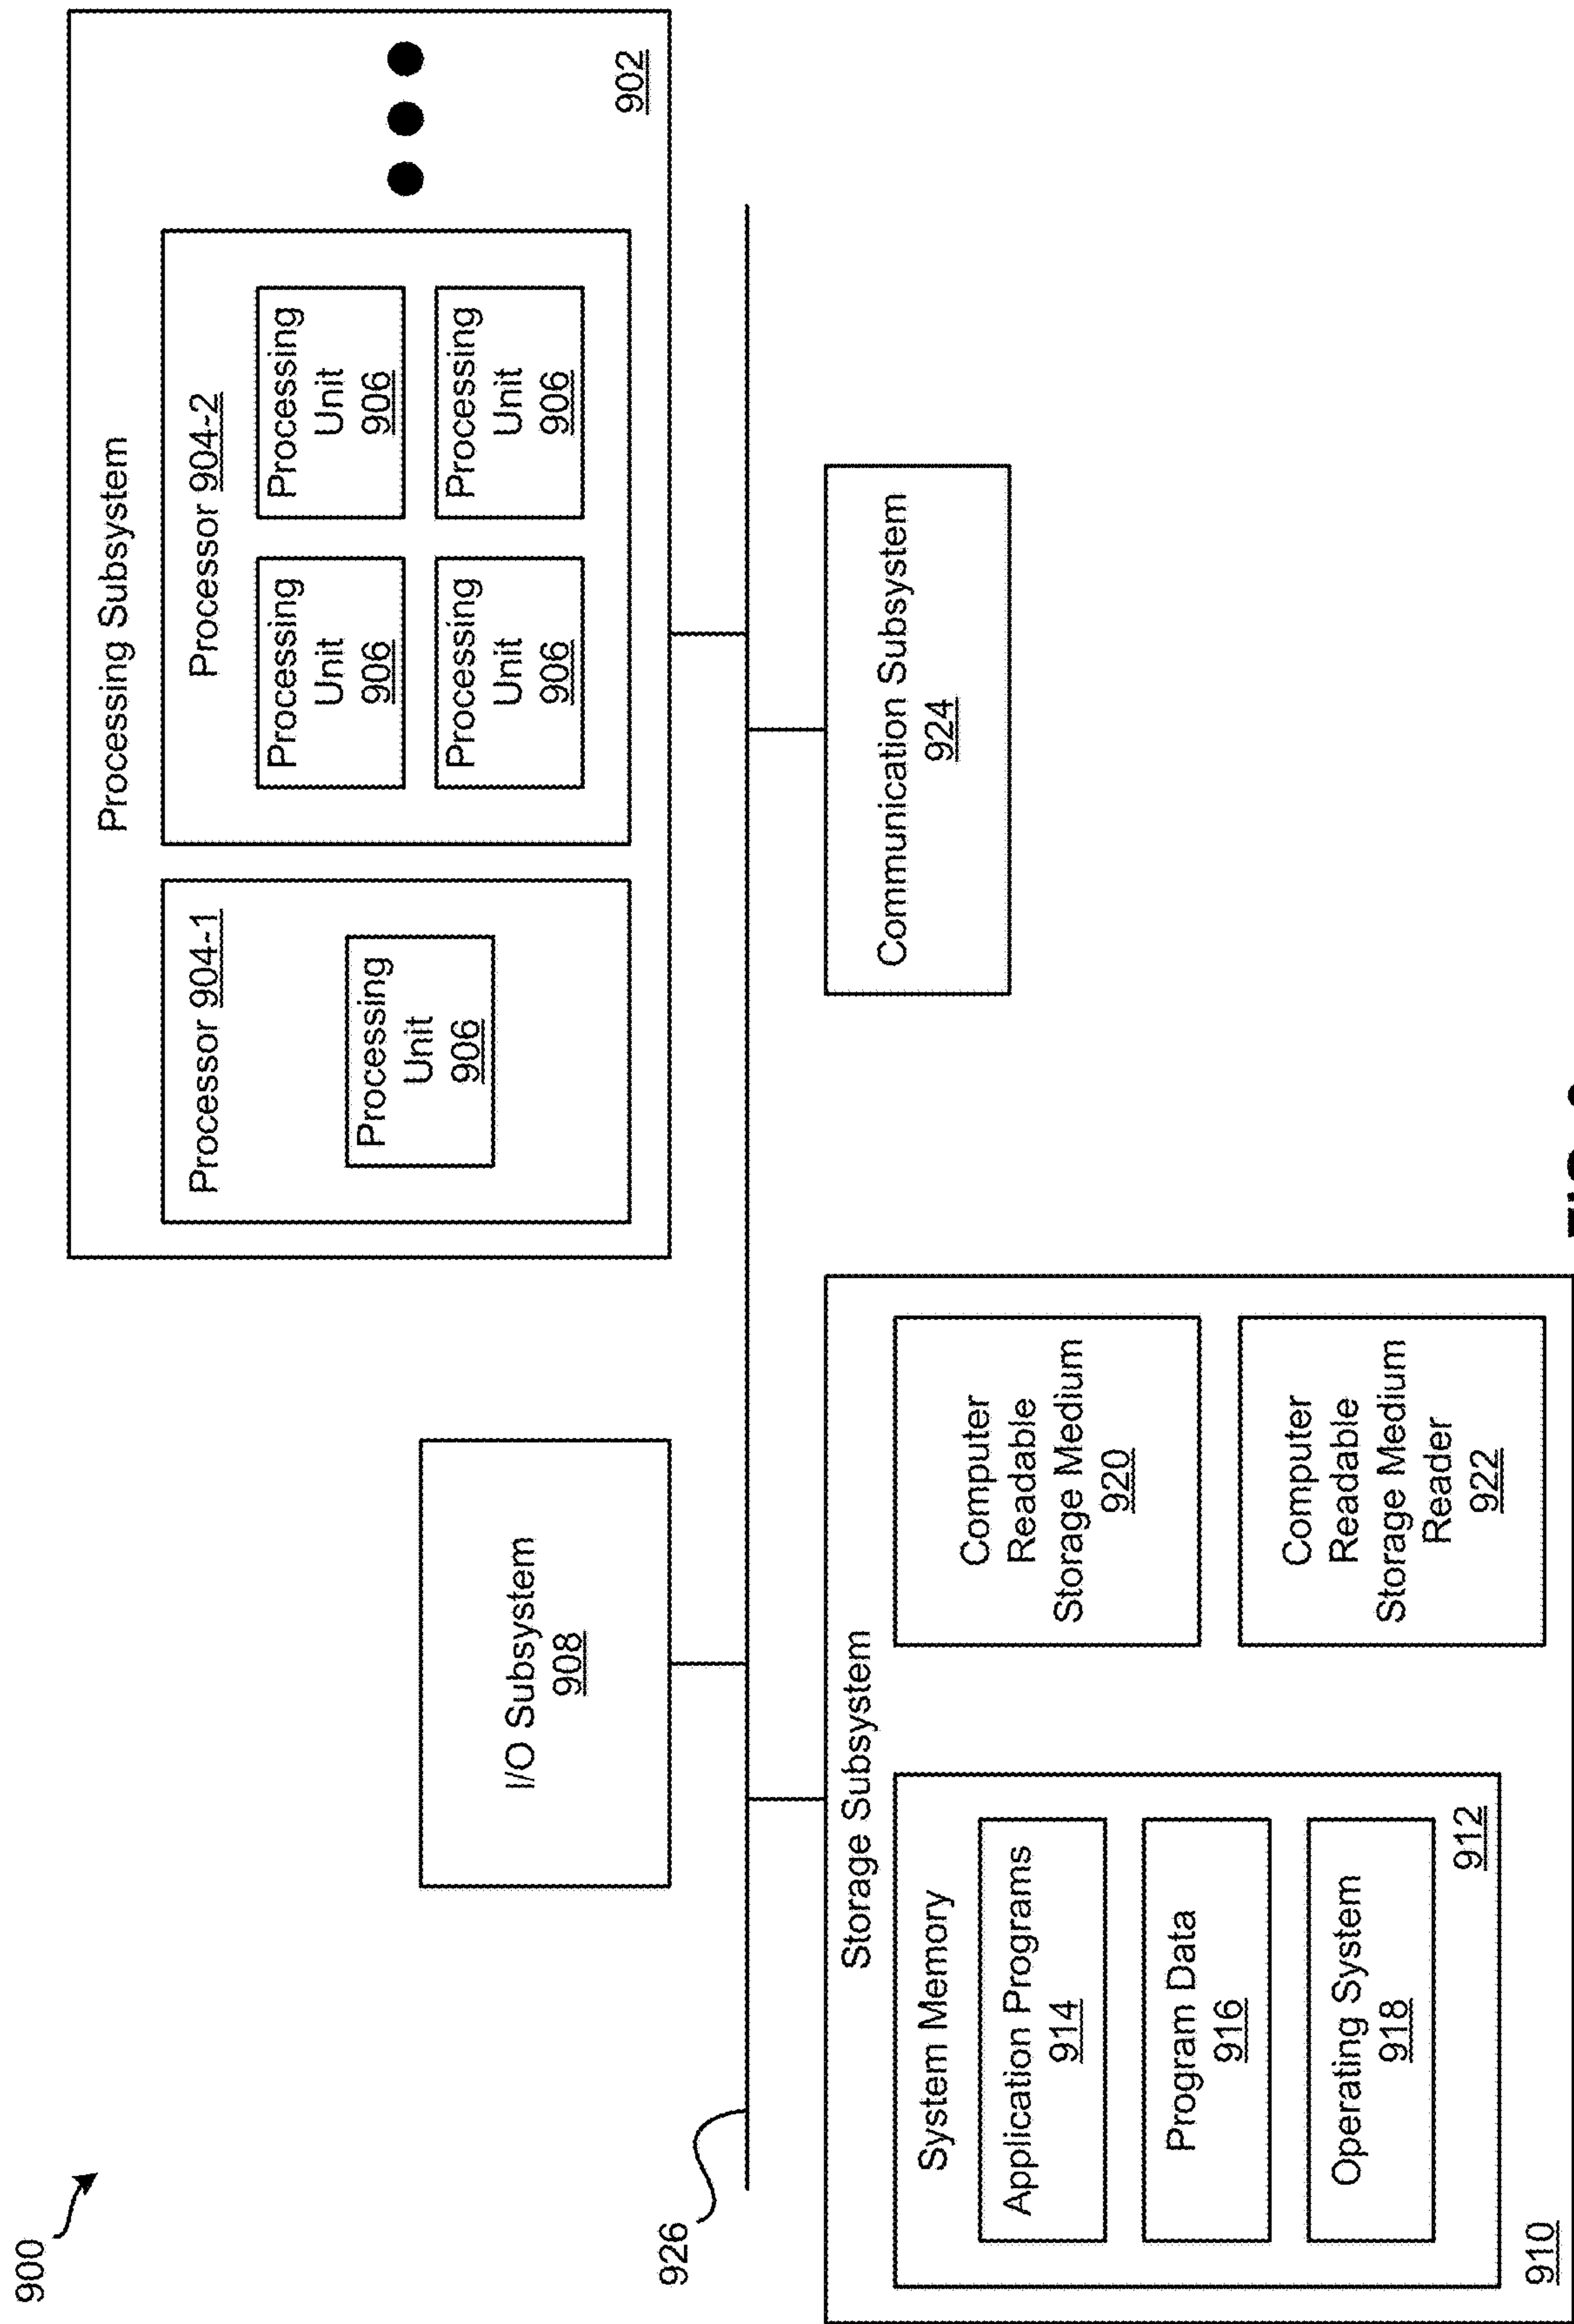 900
Processing Subsystem
Processor 904-1
Processing
Unit
906
Processor 904-2
Processing
Unit
906
Processing
Unit
906
Processing
Unit
906
Processing
Unit
906
902
I/O Subsystem
908
926
Storage Subsystem
System Memory
Application Programs
914
Program Data
916
Operating System
918
912
Computer
Readable
Storage Medium
920
Computer
Readable
Storage Medium
Reader
922
910
Communication Subsystem
924